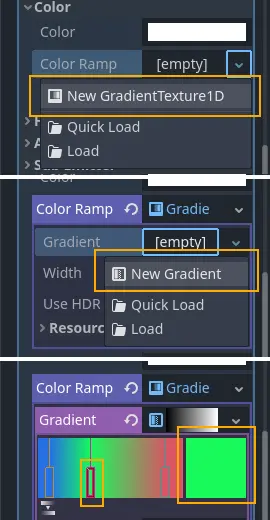 Color
Color
Color Ramp [empty]
New GradientTexture1D
Quick Load
Load
Color
Color Ramp Gradie
Gradient [empty]
Width New Gradient
Use HDR Quick Load
Resourc Load
Color Ramp Gradie
Gradient